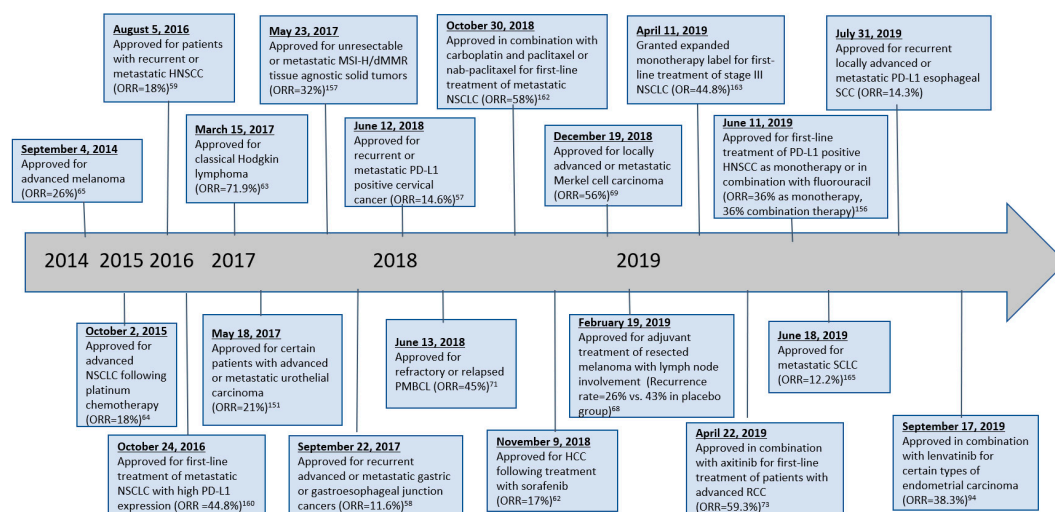 August 5, 2016
Approved for patients
with recurrent or
metastatic HNSCC
(ORR=18%)59
May 23, 2017
Approved for unresectable
or metastatic MSI-H/dMMR
tissue agnostic solid tumors
(ORR=32%)157
October 30, 2018
Approved in combination with
carboplatin and paclitaxel or
nab-paclitaxel for first-line
treatment of metastatic
NSCLC (ORR=58%)162
April 11, 2019
Granted expanded
monotherapy label for first-
line treatment of stage III
NSCLC (OR=44.8%)163
July 31, 2019
Approved for recurrent
locally advanced or
metastatic PD-L1 esophageal
SCC (ORR=14.3%)
September 4, 2014
Approved for
advanced melanoma
(ORR=26%)65
March 15, 2017
Approved for
classical Hodgkin
lymphoma
(ORR=71.9%)63
June 12, 2018
Approved for
recurrent or
metastatic PD-L1
positive cervical
cancer (ORR=14.6%)57
December 19, 2018
Approved for locally
advanced or metastatic
Merkel cell carcinoma
(ORR=56%)69
June 11, 2019
Approved for first-line
treatment of PD-L1 positive
HNSCC as monotherapy or in
combination with fluorouracil
(ORR=36% as monotherapy,
36% combination therapy)156
2014 2015 2016 2017 2018 2019
October 2, 2015
Approved for
advanced
NSCLC following
platinum
chemotherapy
(ORR=18%)64
May 18, 2017
Approved for certain
patients with advanced
or metastatic urothelial
carcinoma
(ORR=21%)151
June 13, 2018
Approved for
refractory or relapsed
PMBCL (ORR=45%)71
February 19, 2019
Approved for adjuvant
treatment of resected
melanoma with lymph node
involvement (Recurrence
rate=26% vs. 43% in placebo
group)68
June 18, 2019
Approved for
metastatic SCLC
(ORR=12.2%)165
October 24, 2016
Approved for first-line
treatment of metastatic
NSCLC with high PD-L1
expression (ORR =44.8%)160
September 22, 2017
Approved for recurrent
advanced or metastatic gastric
or gastroesophageal junction
cancers (ORR=11.6%)58
November 9, 2018
Approved for HCC
following treatment
with sorafenib
(ORR=17%)62
April 22, 2019
Approved in combination
with axitinib for first-line
treatment of patients with
advanced RCC
(ORR=59.3%)73
September 17, 2019
Approved in combination
with lenvatinib for
certain types of
endometrial carcinoma
(ORR=38.3%)94